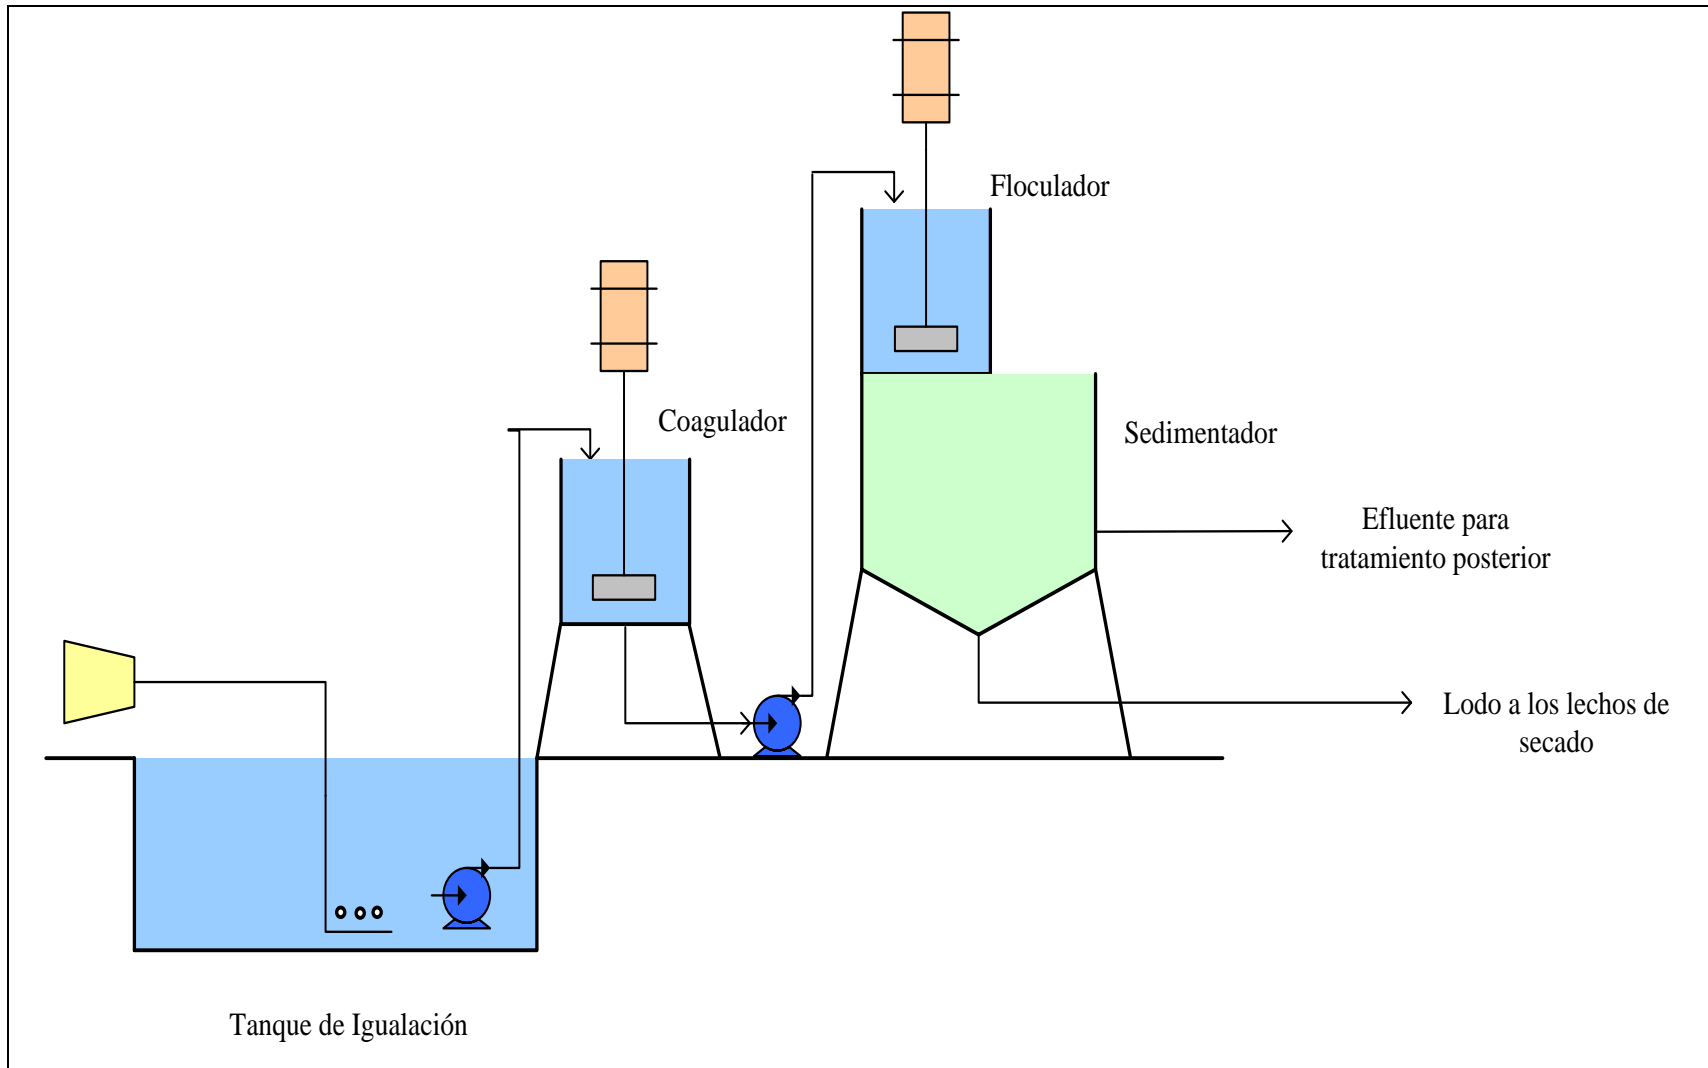 Floculador
Coagulador
Sedimentador
Efluente para
tratamiento posterior
Lodo a los lechos de
secado
Tanque de Igualación